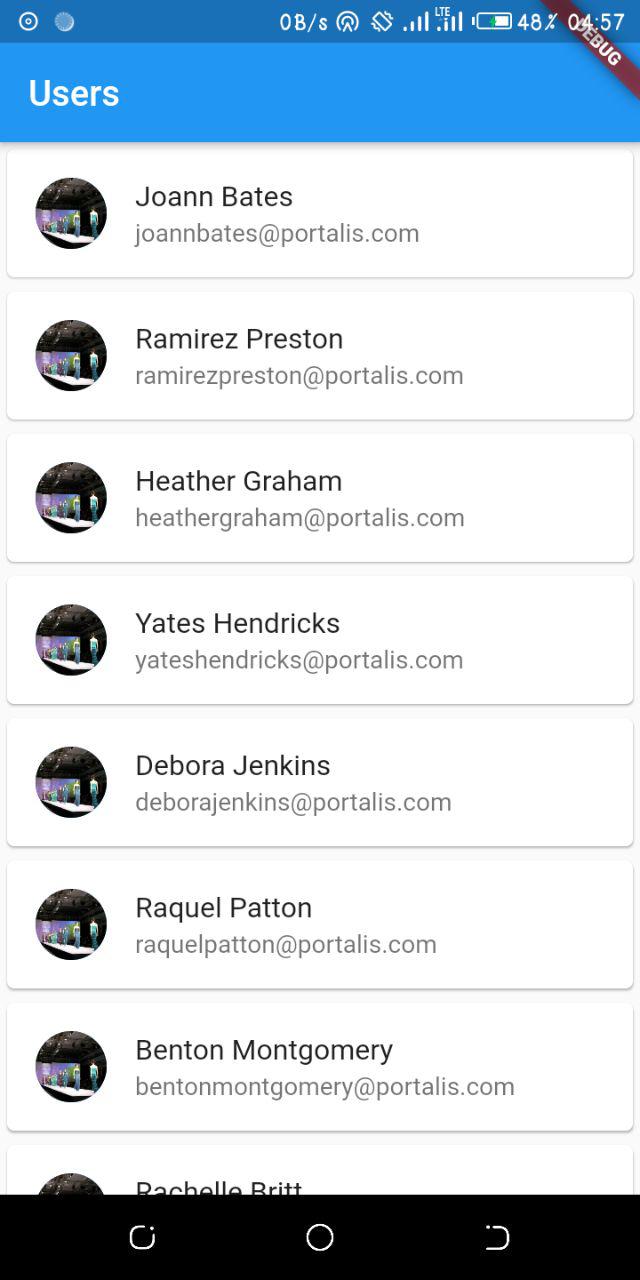 0B/s LTE 48% 04:57
DEBUG
Users
Joann Bates
joannbates@portalis.com
Ramirez Preston
ramirezpreston@portalis.com
Heather Graham
heathergraham@portalis.com
Yates Hendricks
yateshendricks@portalis.com
Debora Jenkins
deborajenkins@portalis.com
Raquel Patton
raquelpatton@portalis.com
Benton Montgomery
bentonmontgomery@portalis.com
Rachelle Britt